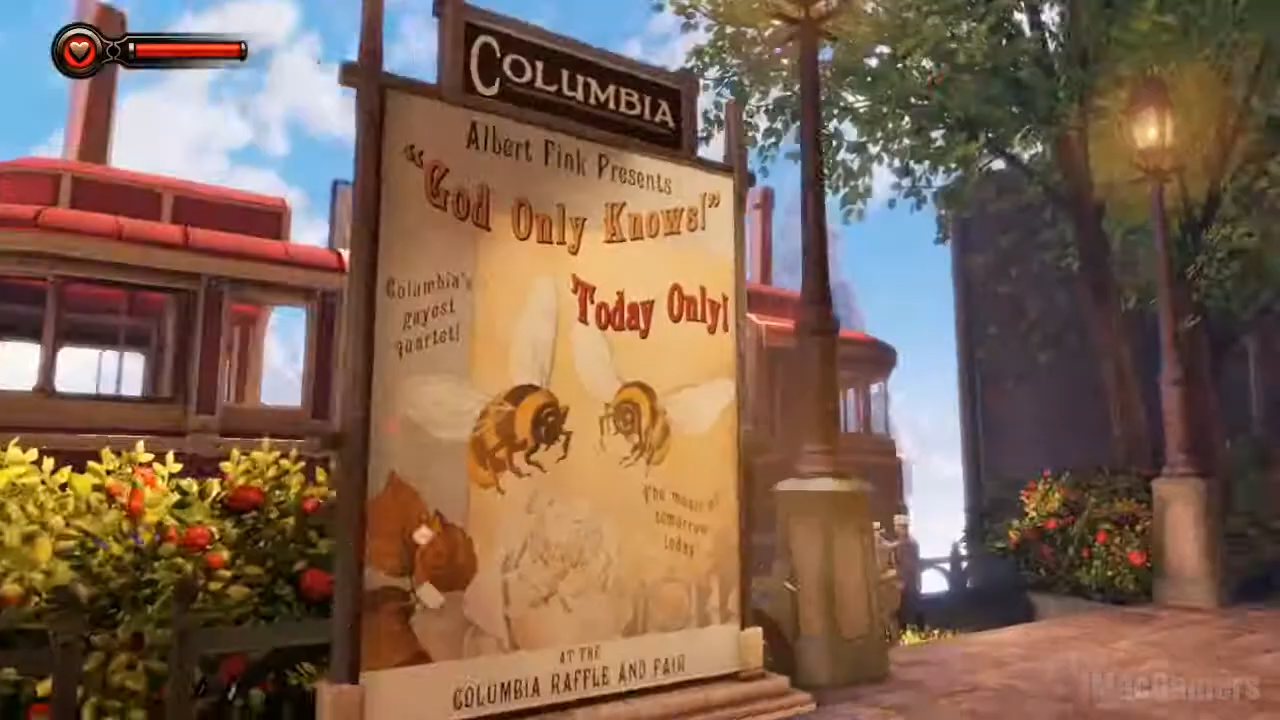 COLUMBIA
Albert Fink Presents
"God Only Knows!"
Columbia's
gayest
quartet!
Today Only!
The music of
tomorrow
today
AT THE
COLUMBIA RAFFLE AND FAIR
iMacGamers